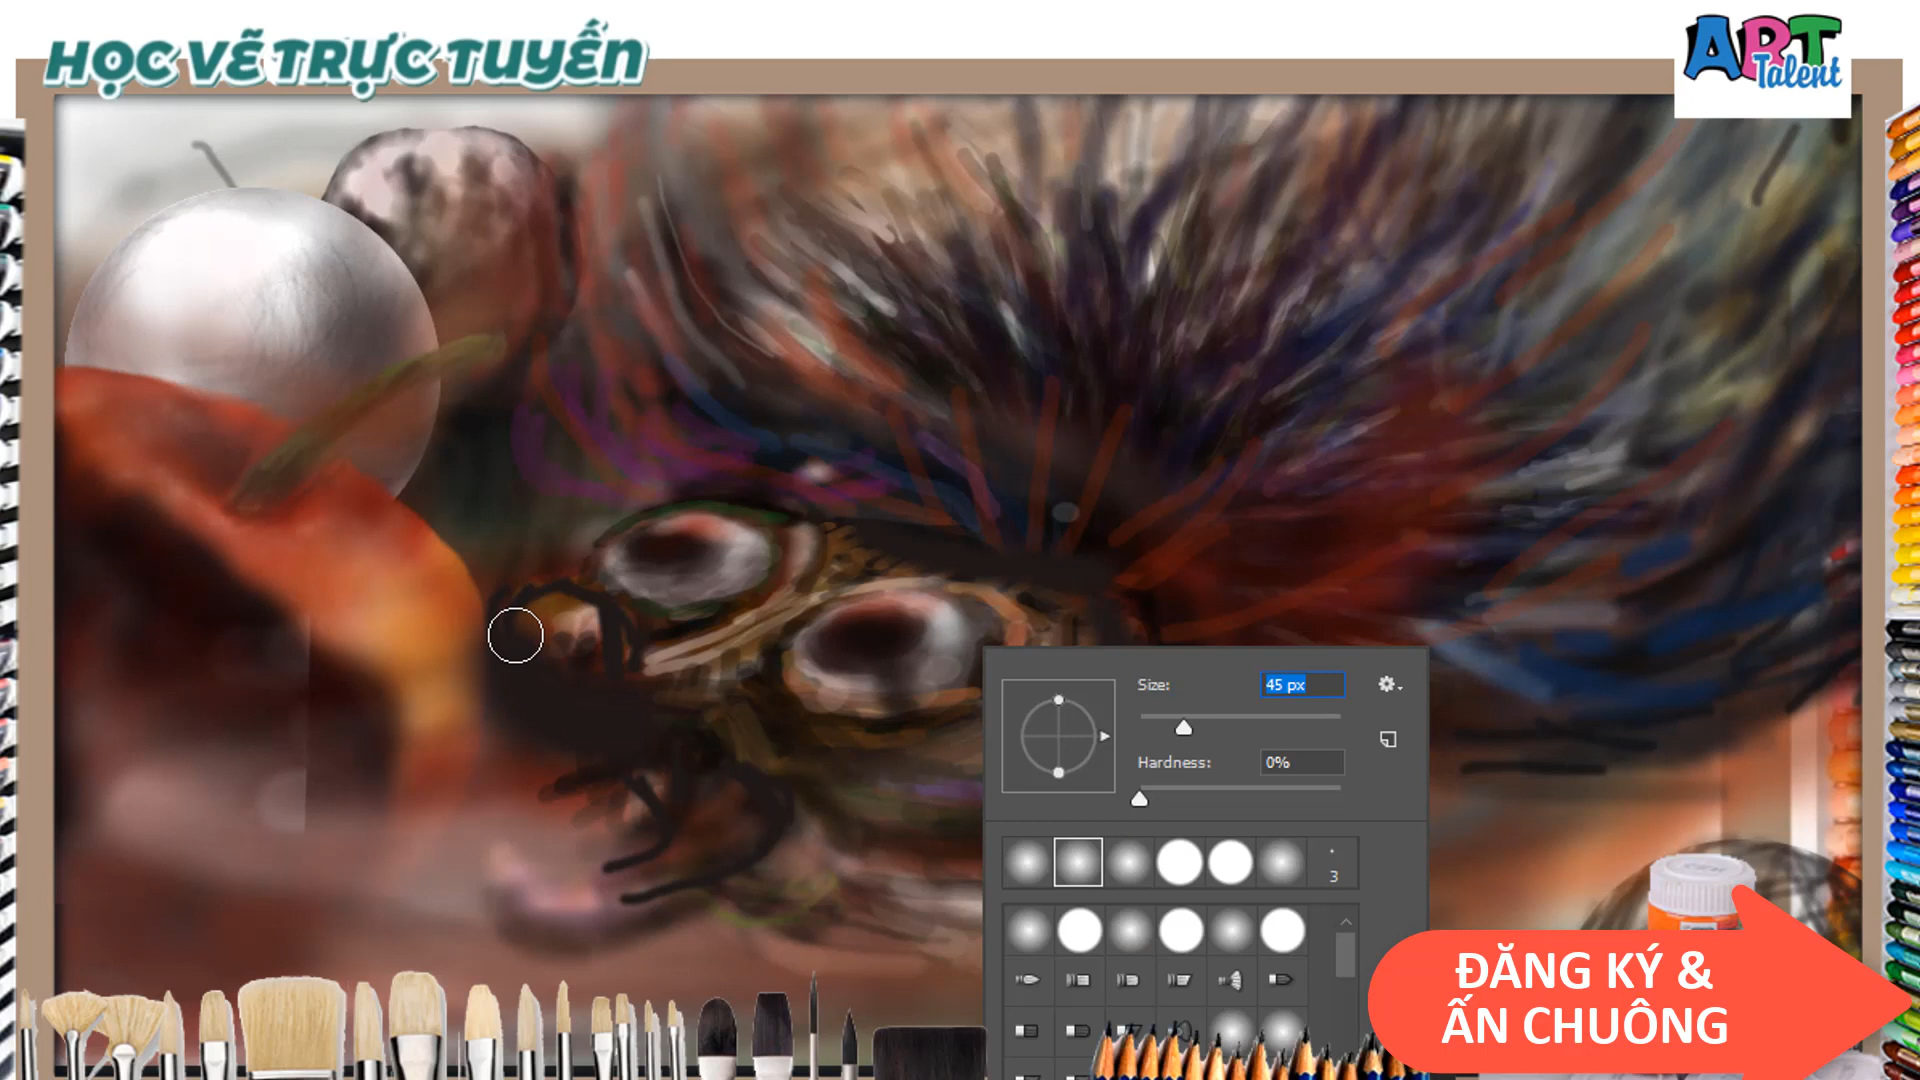 HỌC VẼ TRỰC TUYẾN
ART
Talent
Size:
45 px
Hardness:
0%
3
ĐĂNG KÝ &
ẤN CHUÔNG